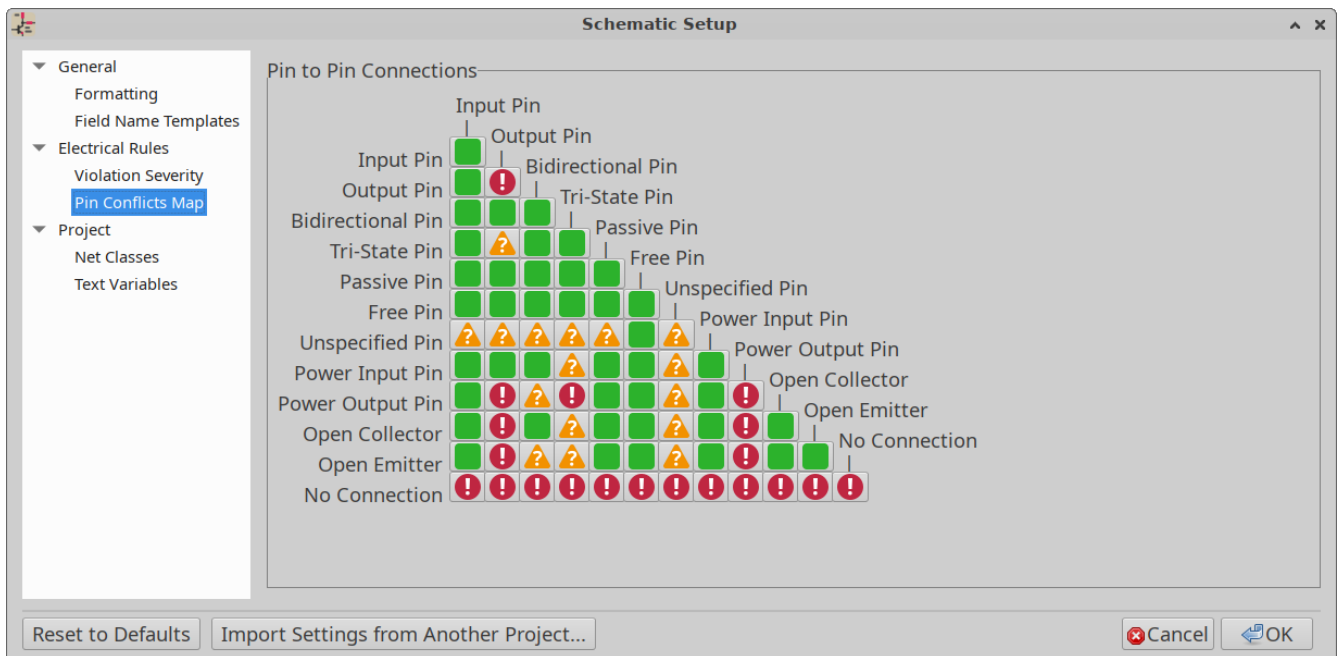 Schematic Setup
General
Formatting
Field Name Templates
Electrical Rules
Violation Severity
Pin Conflicts Map
Project
Net Classes
Text Variables
Pin to Pin Connections
Input Pin
Output Pin
Bidirectional Pin
Tri-State Pin
Passive Pin
Free Pin
Unspecified Pin
Power Input Pin
Power Output Pin
Open Collector
Open Emitter
No Connection
Input Pin
Output Pin
Bidirectional Pin
Tri-State Pin
Passive Pin
Free Pin
Unspecified Pin
Power Input Pin
Power Output Pin
Open Collector
Open Emitter
No Connection
Reset to Defaults
Import Settings from Another Project...
Cancel
OK